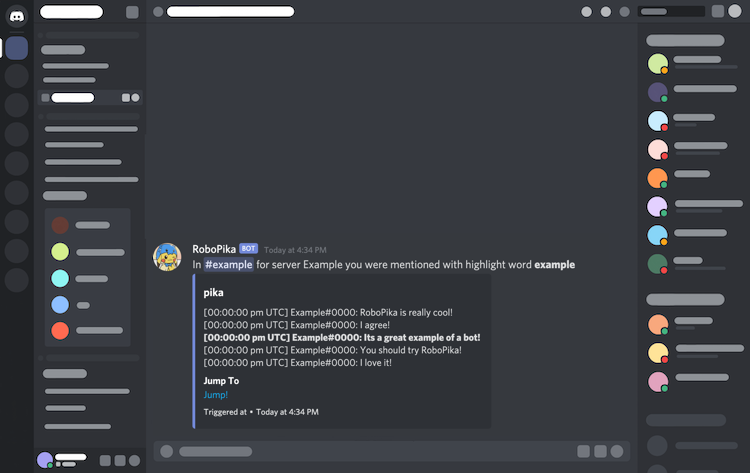 RoboPika BOT Today at 4:34 PM
In #example for server Example you were mentioned with highlight word example
pika
[00:00:00 pm UTC] Example#0000: RoboPika is really cool!
[00:00:00 pm UTC] Example#0000: I agree!
[00:00:00 pm UTC] Example#0000: Its a great example of a bot!
[00:00:00 pm UTC] Example#0000: You should try RoboPika!
[00:00:00 pm UTC] Example#0000: I love it!
Jump To
Jump!
Triggered at • Today at 4:34 PM